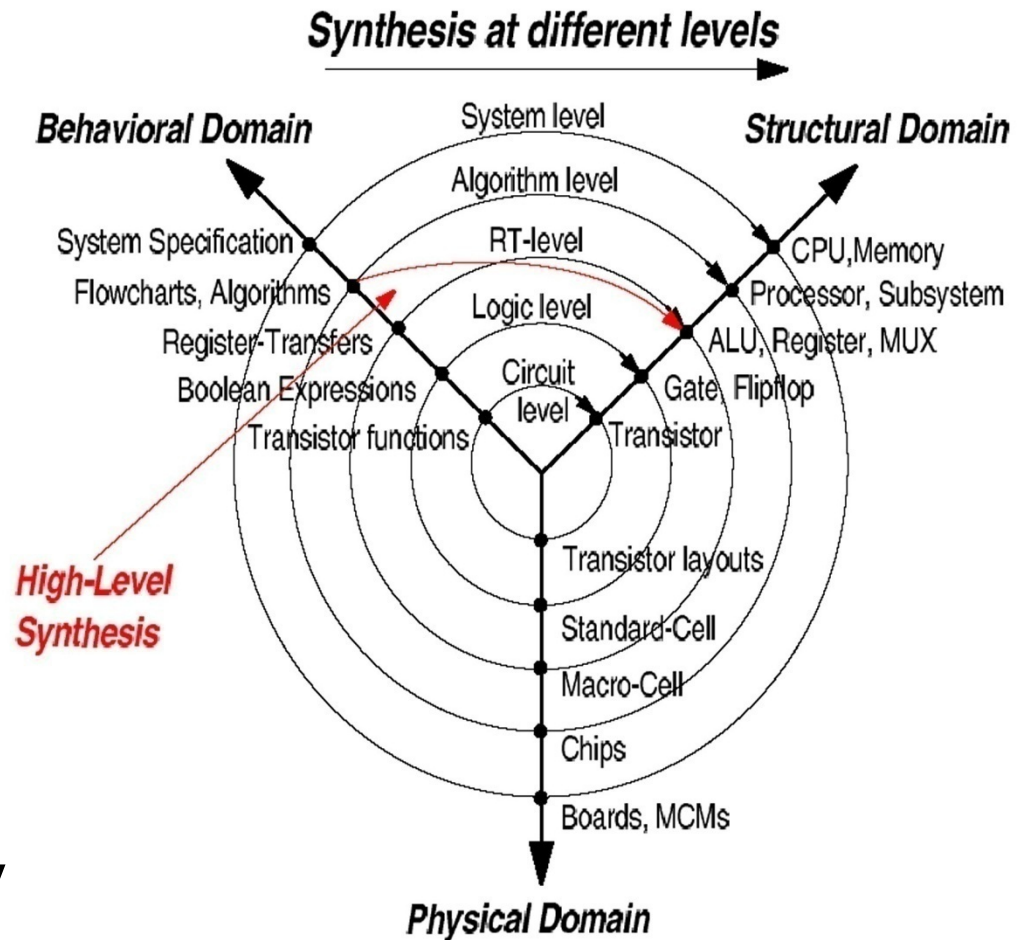 Synthesis at different levels
Behavioral Domain
Structural Domain
System level
Algorithm level
RT-level
Logic level
Circuit
level
System Specification
Flowcharts, Algorithms
Register-Transfers
Boolean Expressions
Transistor functions
CPU,Memory
Processor, Subsystem
ALU, Register, MUX
Gate, Flipflop
Transistor
High-Level
Synthesis
Transistor layouts
Standard-Cell
Macro-Cell
Chips
Boards, MCMs
Physical Domain